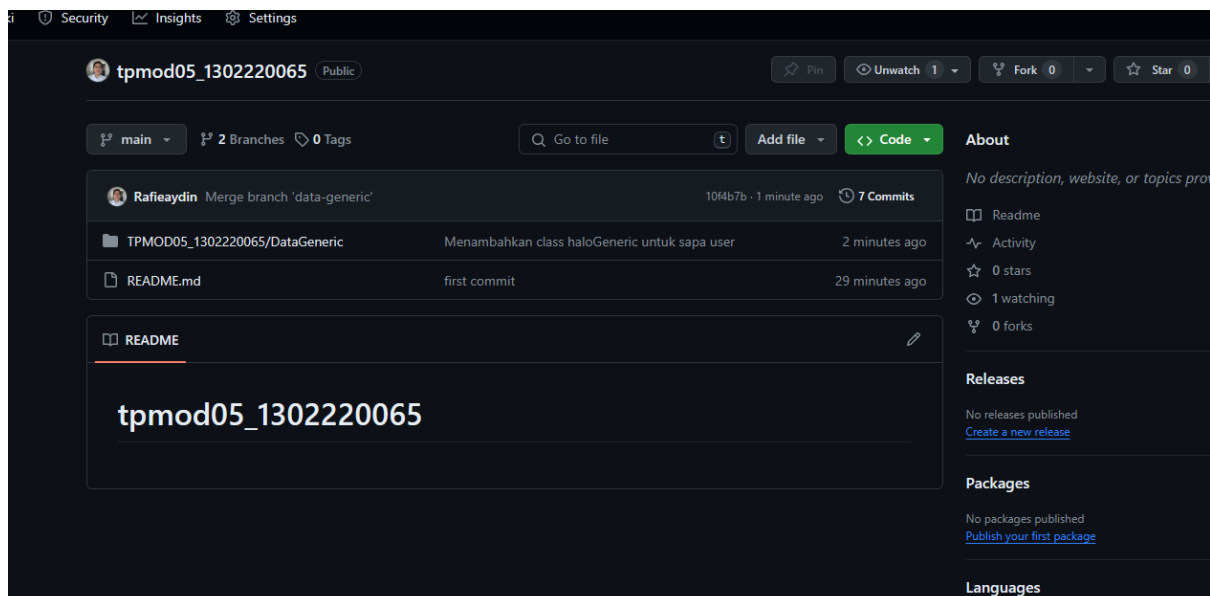 Security Insights Settings
tpmod05_1302220065 Public Pin Unwatch 1 Fork 0 Star 0
main 2 Branches 0 Tags Go to file t Add file Code
About
No description, website, or topics
Rafieaydin Merge branch 'data-generic' 10f4b7b · 1 minute ago 7 Commits
Readme
TPMOD05_1302220065/DataGeneric Menambahkan class haloGeneric untuk sapa user 2 minutes ago
Activity
0 stars
README.md first commit 29 minutes ago
1 watching
0 forks
README
Releases
No releases published
Create a new release
tpmod05_1302220065
Packages
No packages published
Publish your first package
Languages